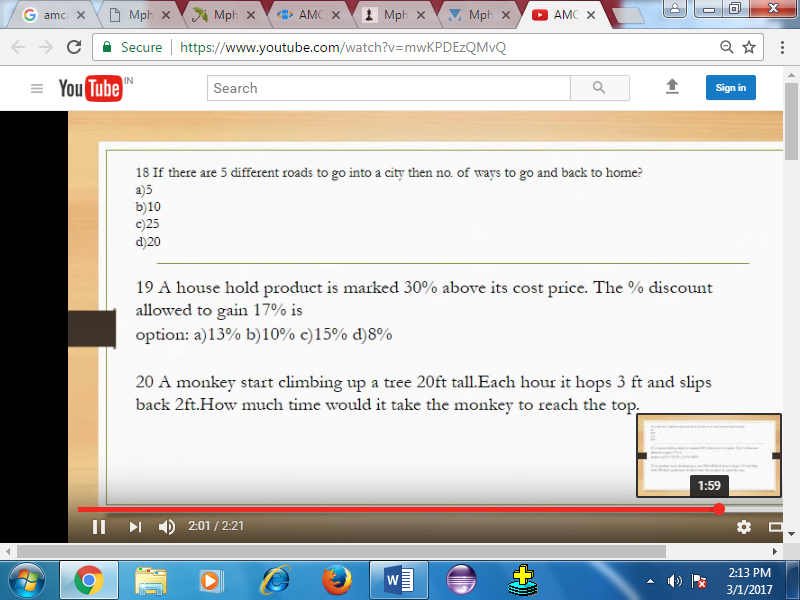 amca
Mph
Mph
AMC
Mph
Mph
AMC
Secure
https://www.youtube.com/watch?v=mwKPDEzQMvQ
YouTube IN
Search
Sign in
18 If there are 5 different roads to go into a city then no. of ways to go and back to home?
a)5
b)10
c)25
d)20
19 A house hold product is marked 30% above its cost price. The % discount
allowed to gain 17% is
option: a)13% b)10% c)15% d)8%
20 A monkey start climbing up a tree 20ft tall.Each hour it hops 3 ft and slips
back 2ft.How much time would it take the monkey to reach the top.
1:59
2:01 / 2:21
2:13 PM
3/1/2017